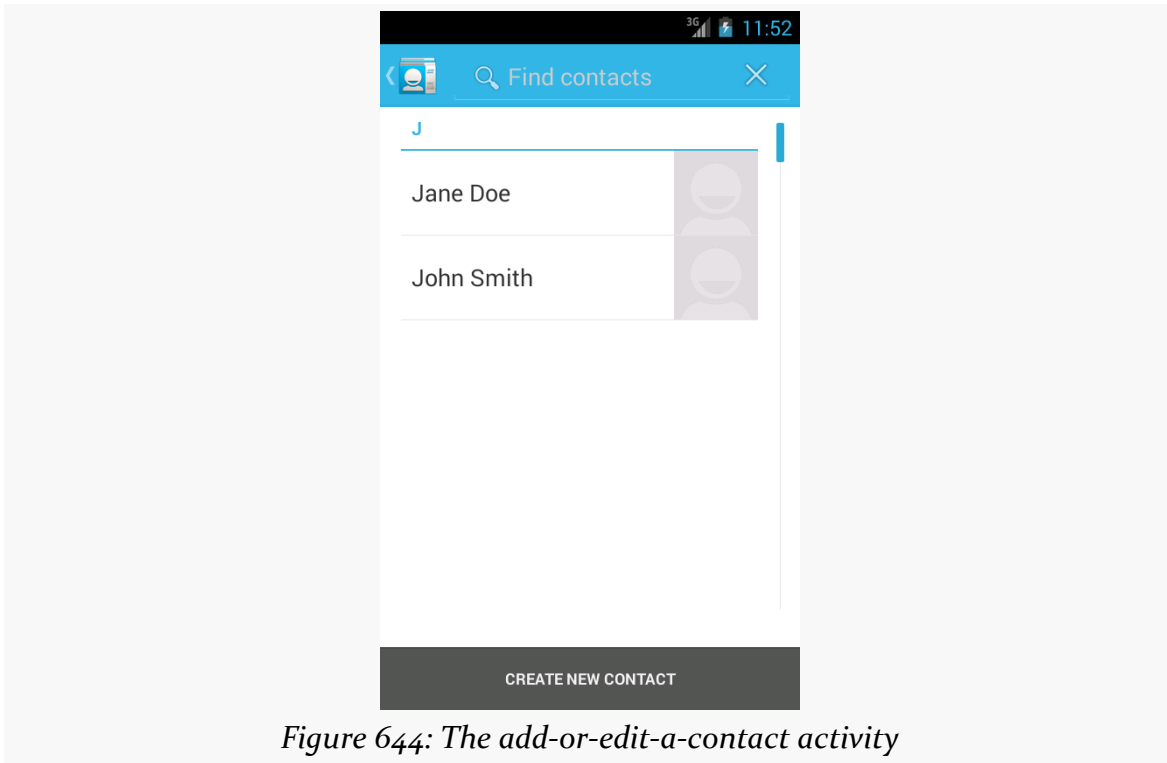 3G 11:52
Find contacts
J
Jane Doe
John Smith
CREATE NEW CONTACT
Figure 644: The add-or-edit-a-contact activity